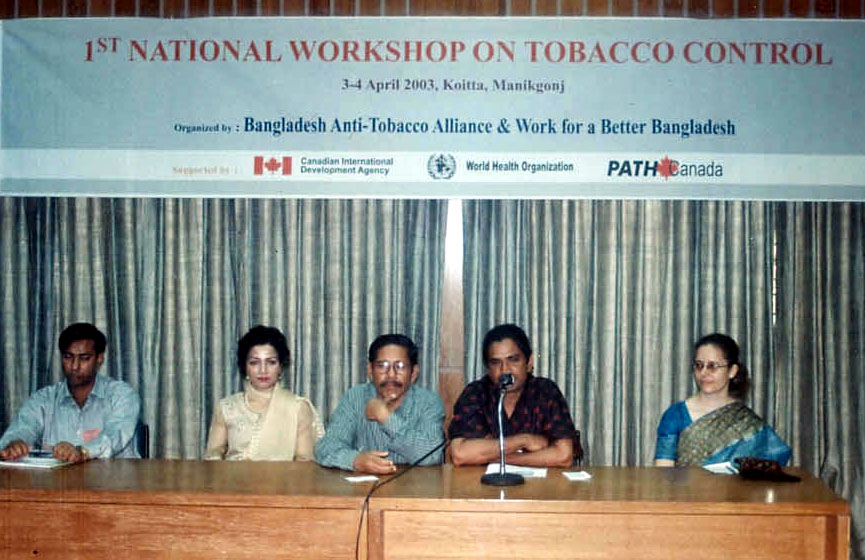 1ST NATIONAL WORKSHOP ON TOBACCO CONTROL
3-4 April 2003, Koitta, Manikgonj
Organized by : Bangladesh Anti-Tobacco Alliance & Work for a Better Bangladesh
Supported by : Canadian International Development Agency World Health Organization PATH Canada